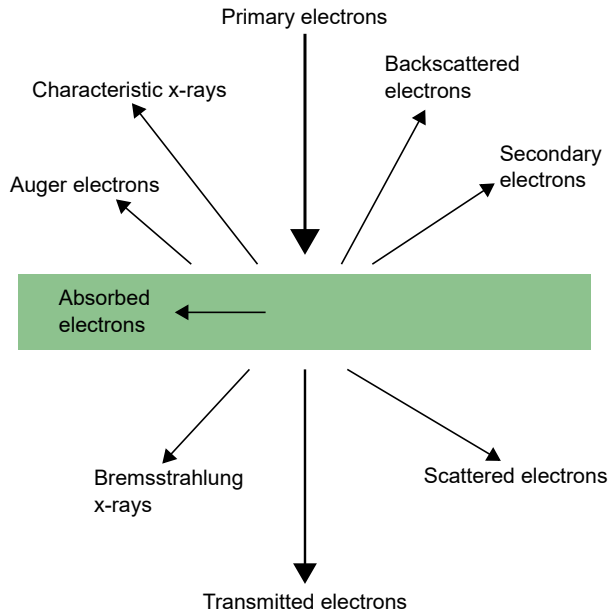 Primary electrons
Backscattered
electrons
Characteristic x-rays
Secondary
electrons
Auger electrons
Absorbed
electrons
Bremsstrahlung
x-rays
Scattered electrons
Transmitted electrons